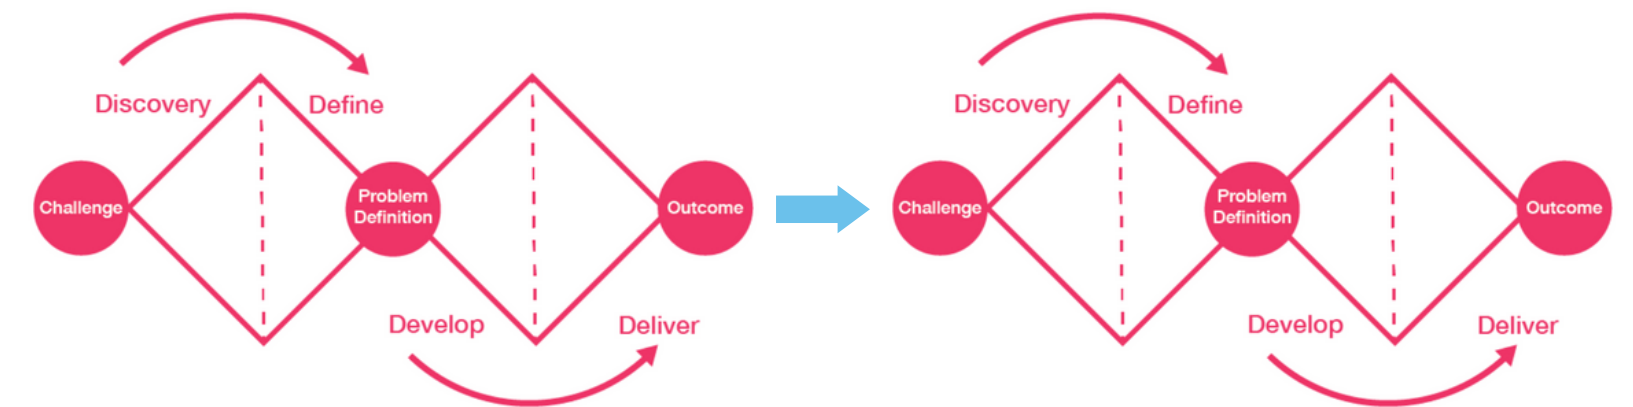 Discovery
Define
Challenge
Problem
Definition
Outcome
Develop
Deliver
Discovery
Define
Challenge
Problem
Definition
Outcome
Develop
Deliver